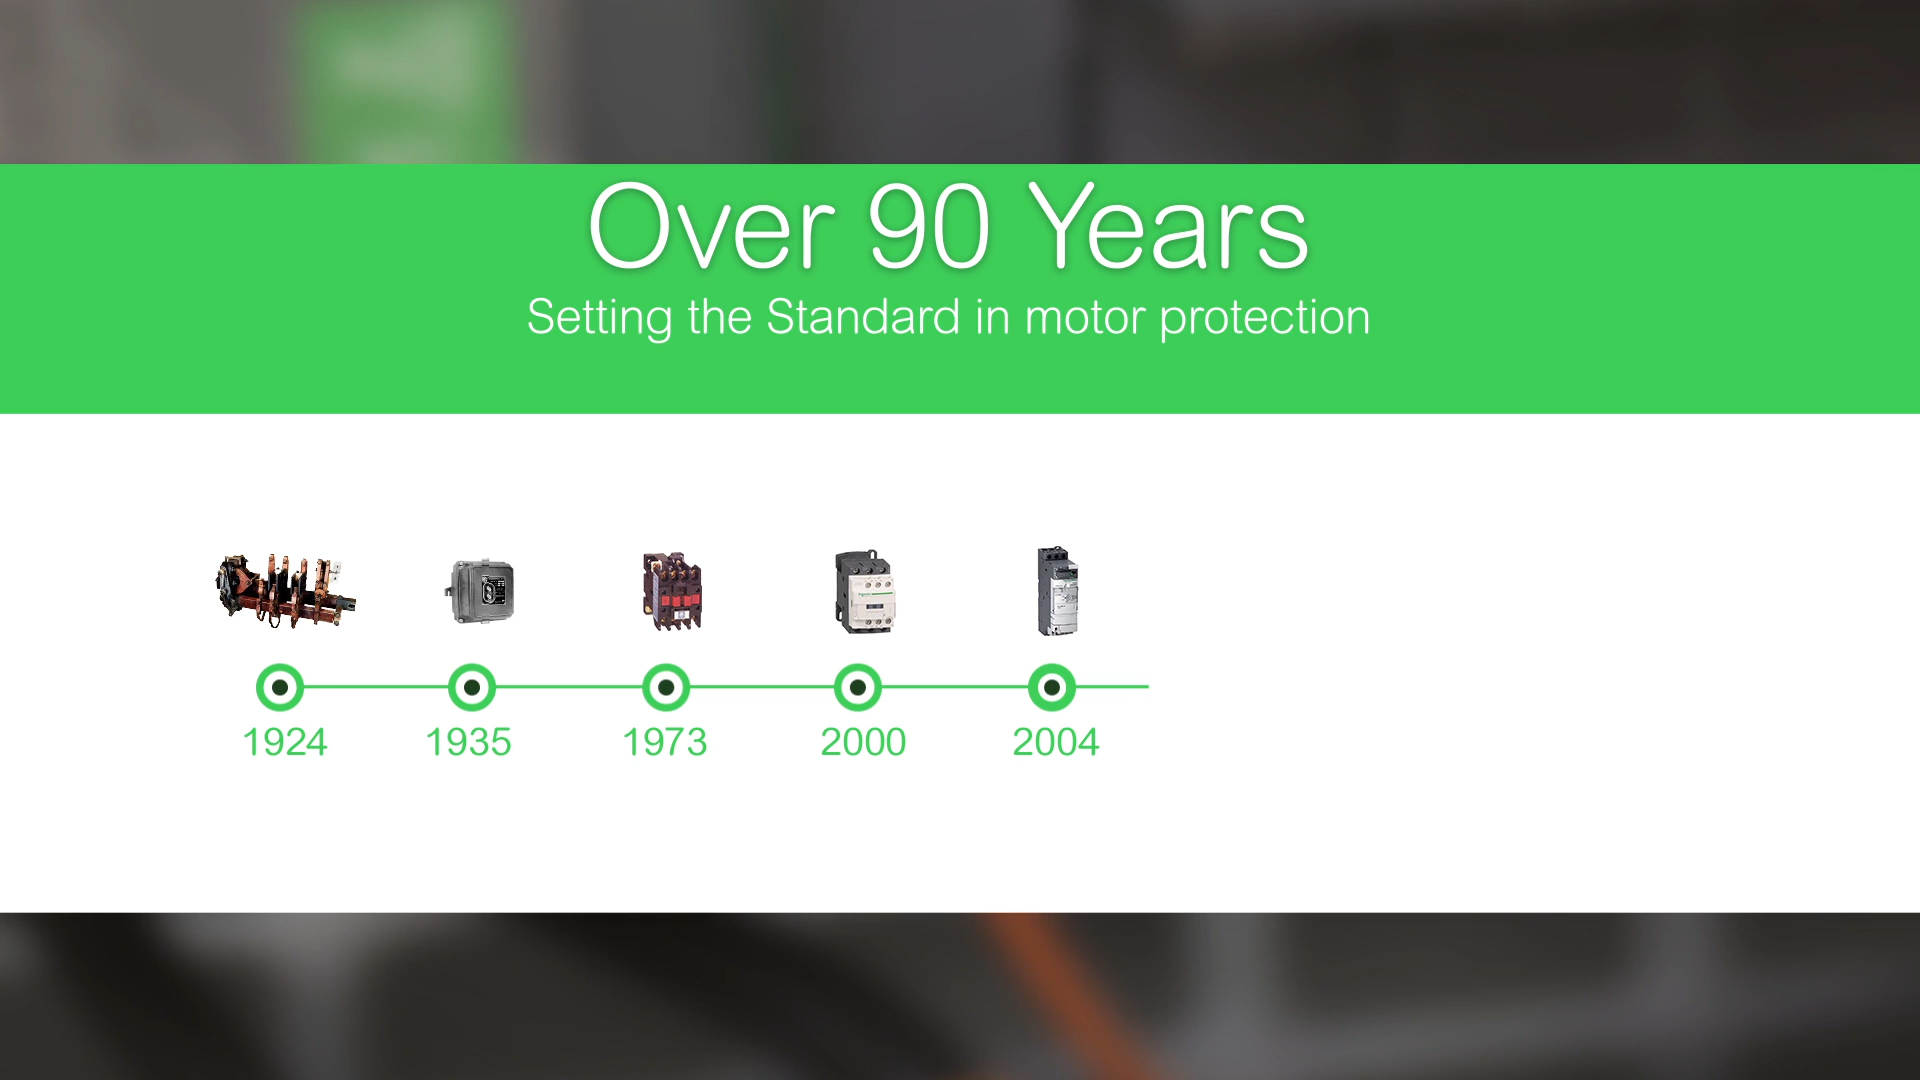 Over 90 Years
Setting the Standard in motor protection
1924 1935 1973 2000 2004